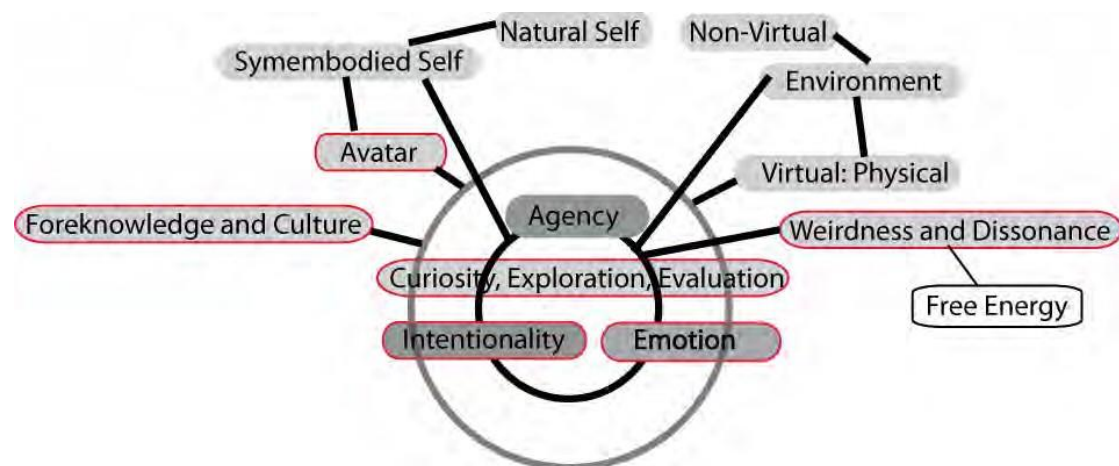 Natural Self
Non-Virtual
Symembodied Self
Environment
Avatar
Virtual: Physical
Agency
Foreknowledge and Culture
Weirdness and Dissonance
Curiosity, Exploration, Evaluation
Free Energy
Intentionality
Emotion